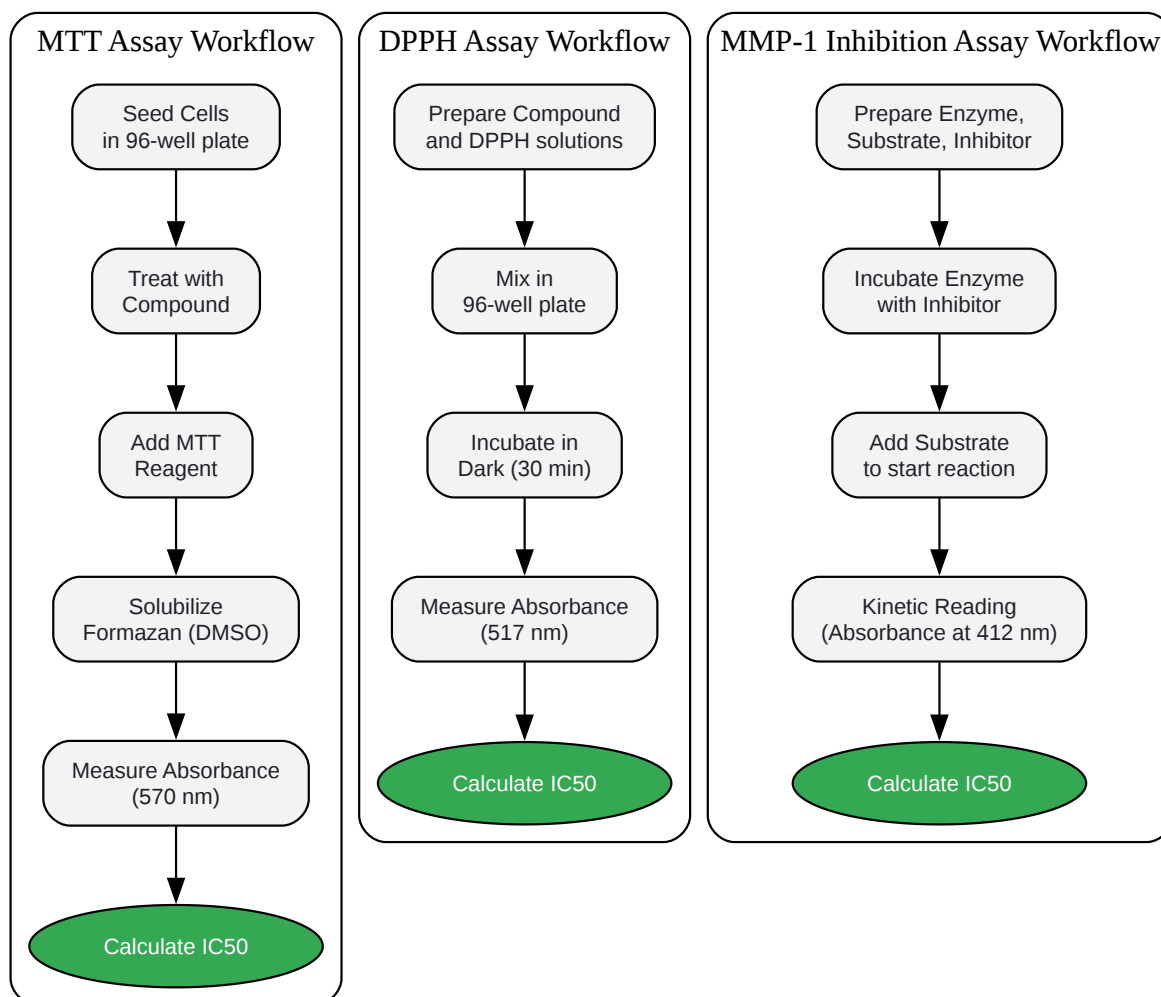 MTT Assay Workflow
Seed Cells
in 96-well plate
Treat with
Compound
Add MTT
Reagent
Solubilize
Formazan (DMSO)
Measure Absorbance
(570 nm)
Calculate IC50
DPPH Assay Workflow
Prepare Compound
and DPPH solutions
Mix in
96-well plate
Incubate in
Dark (30 min)
Measure Absorbance
(517 nm)
Calculate IC50
MMP-1 Inhibition Assay Workflow
Prepare Enzyme,
Substrate, Inhibitor
Incubate Enzyme
with Inhibitor
Add Substrate
to start reaction
Kinetic Reading
(Absorbance at 412 nm)
Calculate IC50